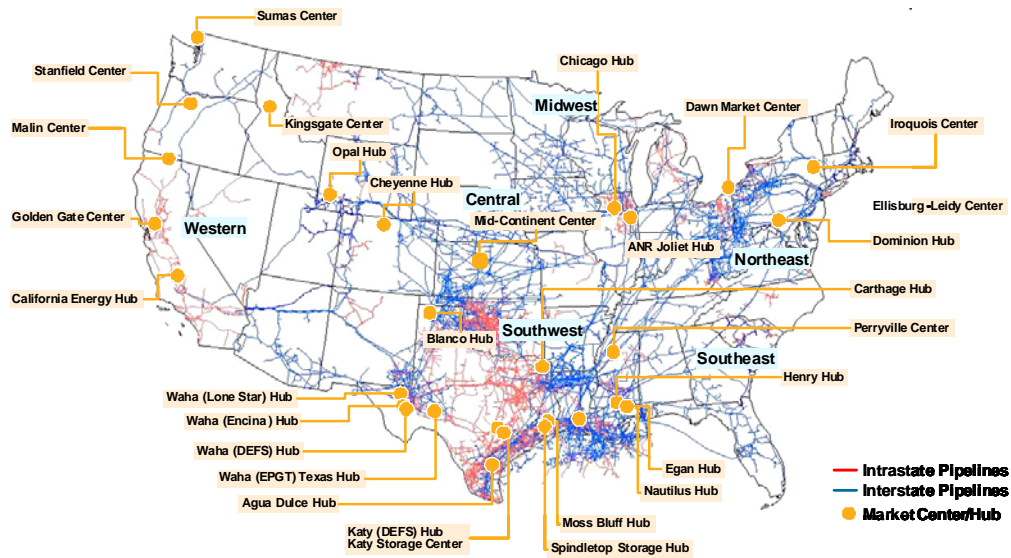 Sumas Center
Stanfield Center
Malin Center
Kingsgate Center
Opal Hub
Cheyenne Hub
Golden Gate Center
Western
California Energy Hub
Central
Mid-Continent Center
Midwest
Chicago Hub
ANR Joliet Hub
Dawn Market Center
Iroquois Center
Ellisburg-Leidy Center
Dominion Hub
Northeast
Carthage Hub
Perryville Center
Southeast
Henry Hub
Southwest
Blanco Hub
Waha (Lone Star) Hub
Waha (Encina) Hub
Waha (DEFS) Hub
Waha (EPGT) Texas Hub
Agua Dulce Hub
Katy (DEFS) Hub
Katy Storage Center
Egan Hub
Nautilus Hub
Moss Bluff Hub
Spindletop Storage Hub
Intrastate Pipelines
Interstate Pipelines
Market Center/Hub